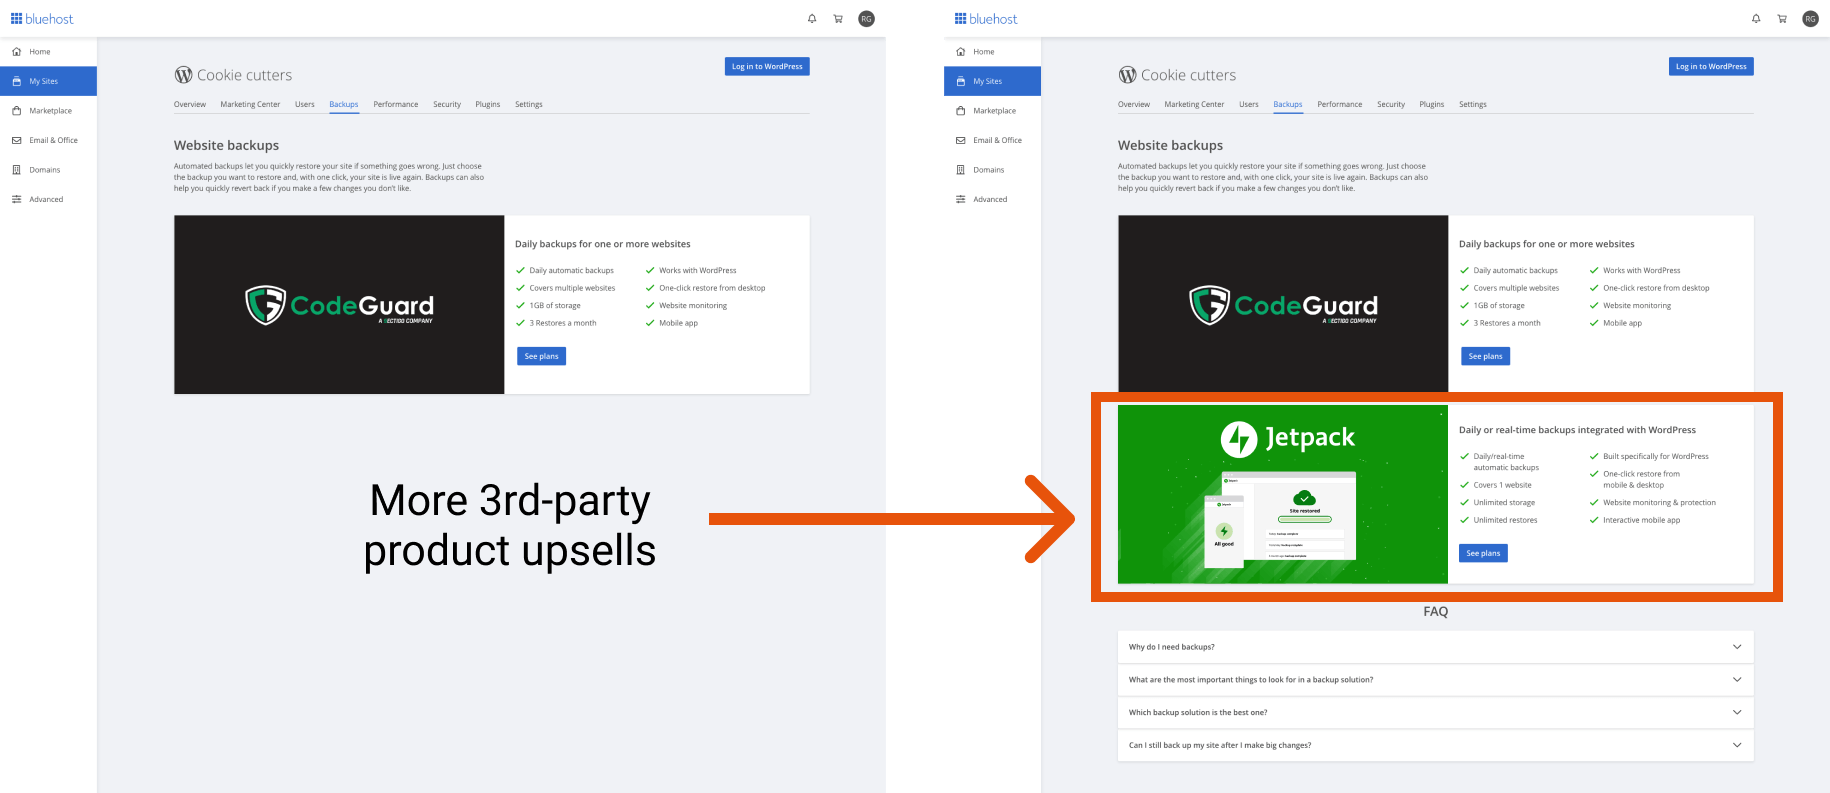 bluehost
RG
Home
My Sites
Marketplace
Email & Office
Domains
Advanced
Cookie cutters
Log in to WordPress
Overview Marketing Center Users Backups Performance Security Plugins Settings
Website backups
Automated backups let you quickly restore your site if something goes wrong. Just choose
the backup you want to restore and, with one click, your site is live again. Backups can also
help you quickly revert back if you make a few changes you don't like.
CodeGuard
A SECTIGO COMPANY
Daily backups for one or more websites
Daily automatic backups
Covers multiple websites
1GB of storage
3 Restores a month
Works with WordPress
One-click restore from desktop
Website monitoring
Mobile app
See plans
More 3rd-party
product upsells
bluehost
RG
Home
My Sites
Marketplace
Email & Office
Domains
Advanced
Cookie cutters
Log in to WordPress
Overview Marketing Center Users Backups Performance Security Plugins Settings
Website backups
Automated backups let you quickly restore your site if something goes wrong. Just choose
the backup you want to restore and, with one click, your site is live again. Backups can also
help you quickly revert back if you make a few changes you don't like.
CodeGuard
A SECTIGO COMPANY
Daily backups for one or more websites
Daily automatic backups
Covers multiple websites
1GB of storage
3 Restores a month
Works with WordPress
One-click restore from desktop
Website monitoring
Mobile app
See plans
Jetpack
Jetpack
Site restored
Jetpack
All good
Daily or real-time backups integrated with WordPress
Daily/real-time
automatic backups
Covers 1 website
Unlimited storage
Unlimited restores
Built specifically for WordPress
One-click restore from
mobile & desktop
Website monitoring & protection
Interactive mobile app
See plans
FAQ
Why do I need backups?
What are the most important things to look for in a backup solution?
Which backup solution is the best one?
Can I still back up my site after I make big changes?